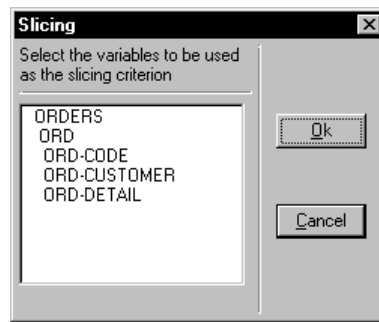 Slicing
Select the variables to be used
as the slicing criterion
ORDERS
ORD
ORD-CODE
ORD-CUSTOMER
ORD-DETAIL
Ok
Cancel